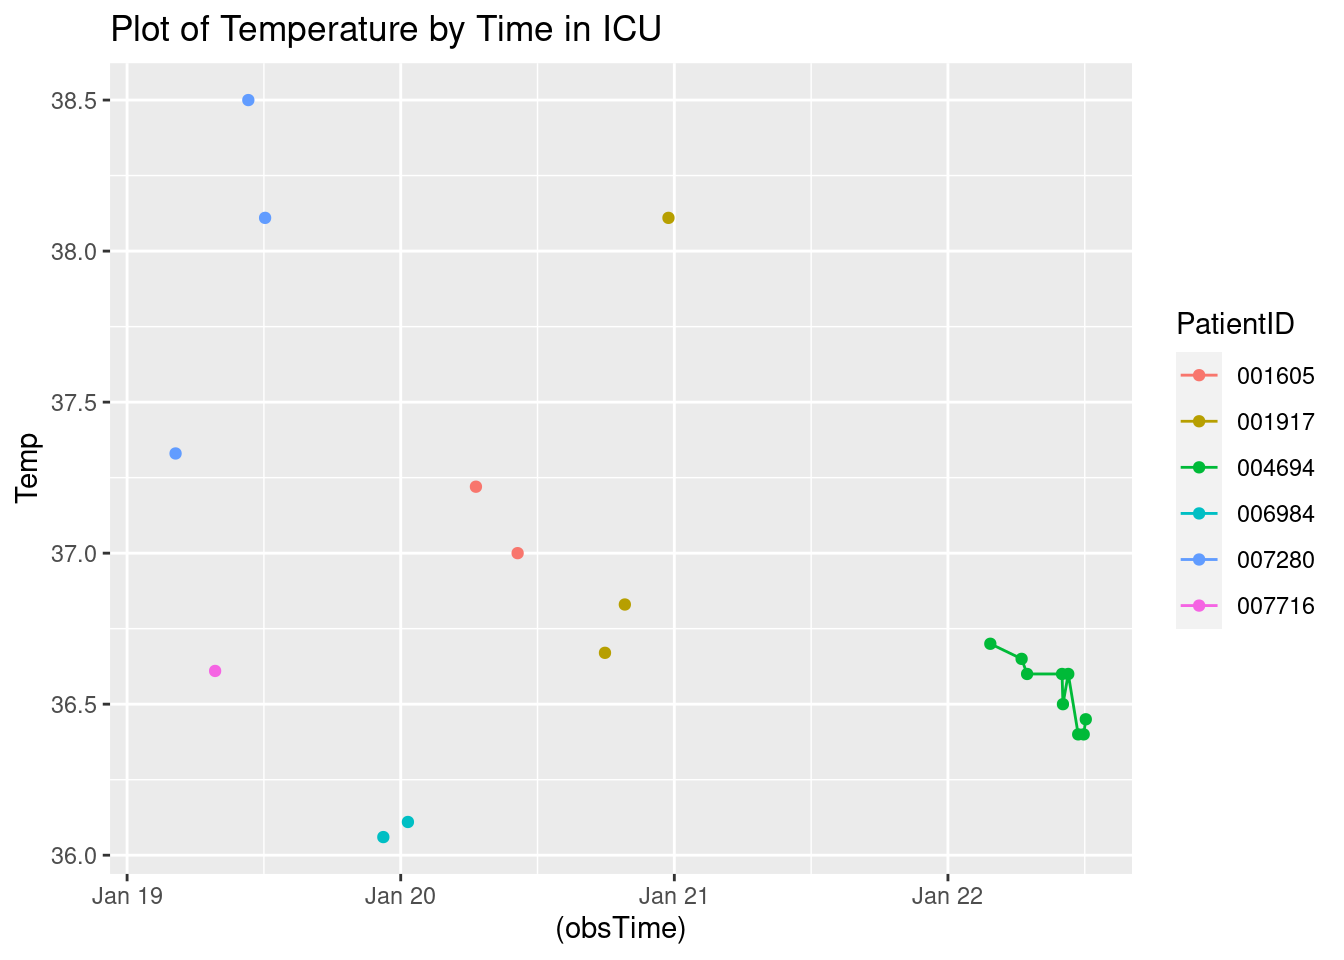 Plot of Temperature by Time in ICU
38.5
38.0
37.5
37.0
36.5
36.0
Temp
Jan 19 Jan 20 Jan 21 Jan 22
(obsTime)
PatientID
001605
001917
004694
006984
007280
007716